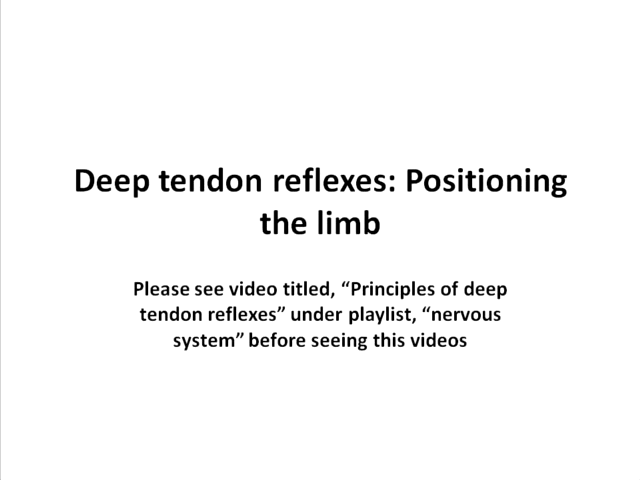 Deep tendon reflexes: Positioning
the limb
Please see video titled, “Principles of deep
tendon reflexes” under playlist, “nervous
system” before seeing this videos